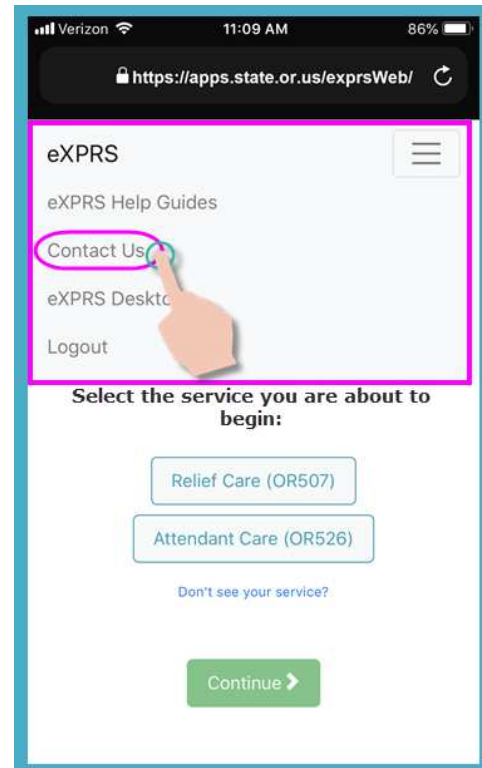 Verizon 11:09 AM 86%
https://apps.state.or.us/exprsWeb/
eXPRS
eXPRS Help Guides
Contact Us
eXPRS Deskto
Logout
Select the service you are about to
begin:
Relief Care (OR507)
Attendant Care (OR526)
Don't see your service?
Continue